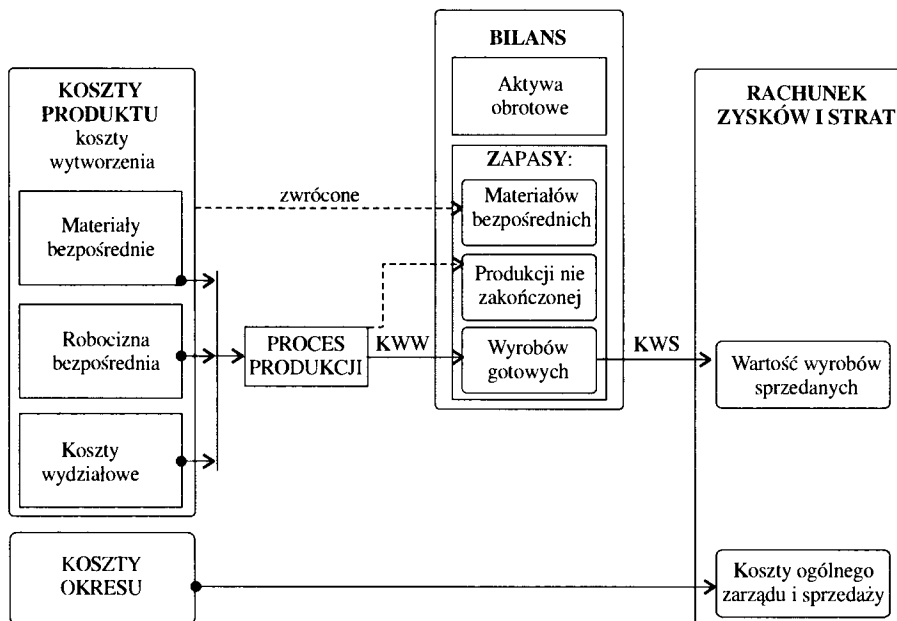 KOSZTY
PRODUKTU
koszty
wytworzenia
Materiały
bezpośrednie
Robocizna
bezpośrednia
Koszty
wydziałowe
KOSZTY
OKRESU
zwrócone
PROCES
PRODUKCJI
KWW
BILANS
Aktywa
obrotowe
ZAPASY:
Materiałów
bezpośrednich
Produkcji nie
zakończonej
Wyrobów
gotowych
KWS
RACHUNEK
ZYSKÓW I STRAT
Wartość wyrobów
sprzedanych
Koszty ogólnego
zarządu i sprzedaży